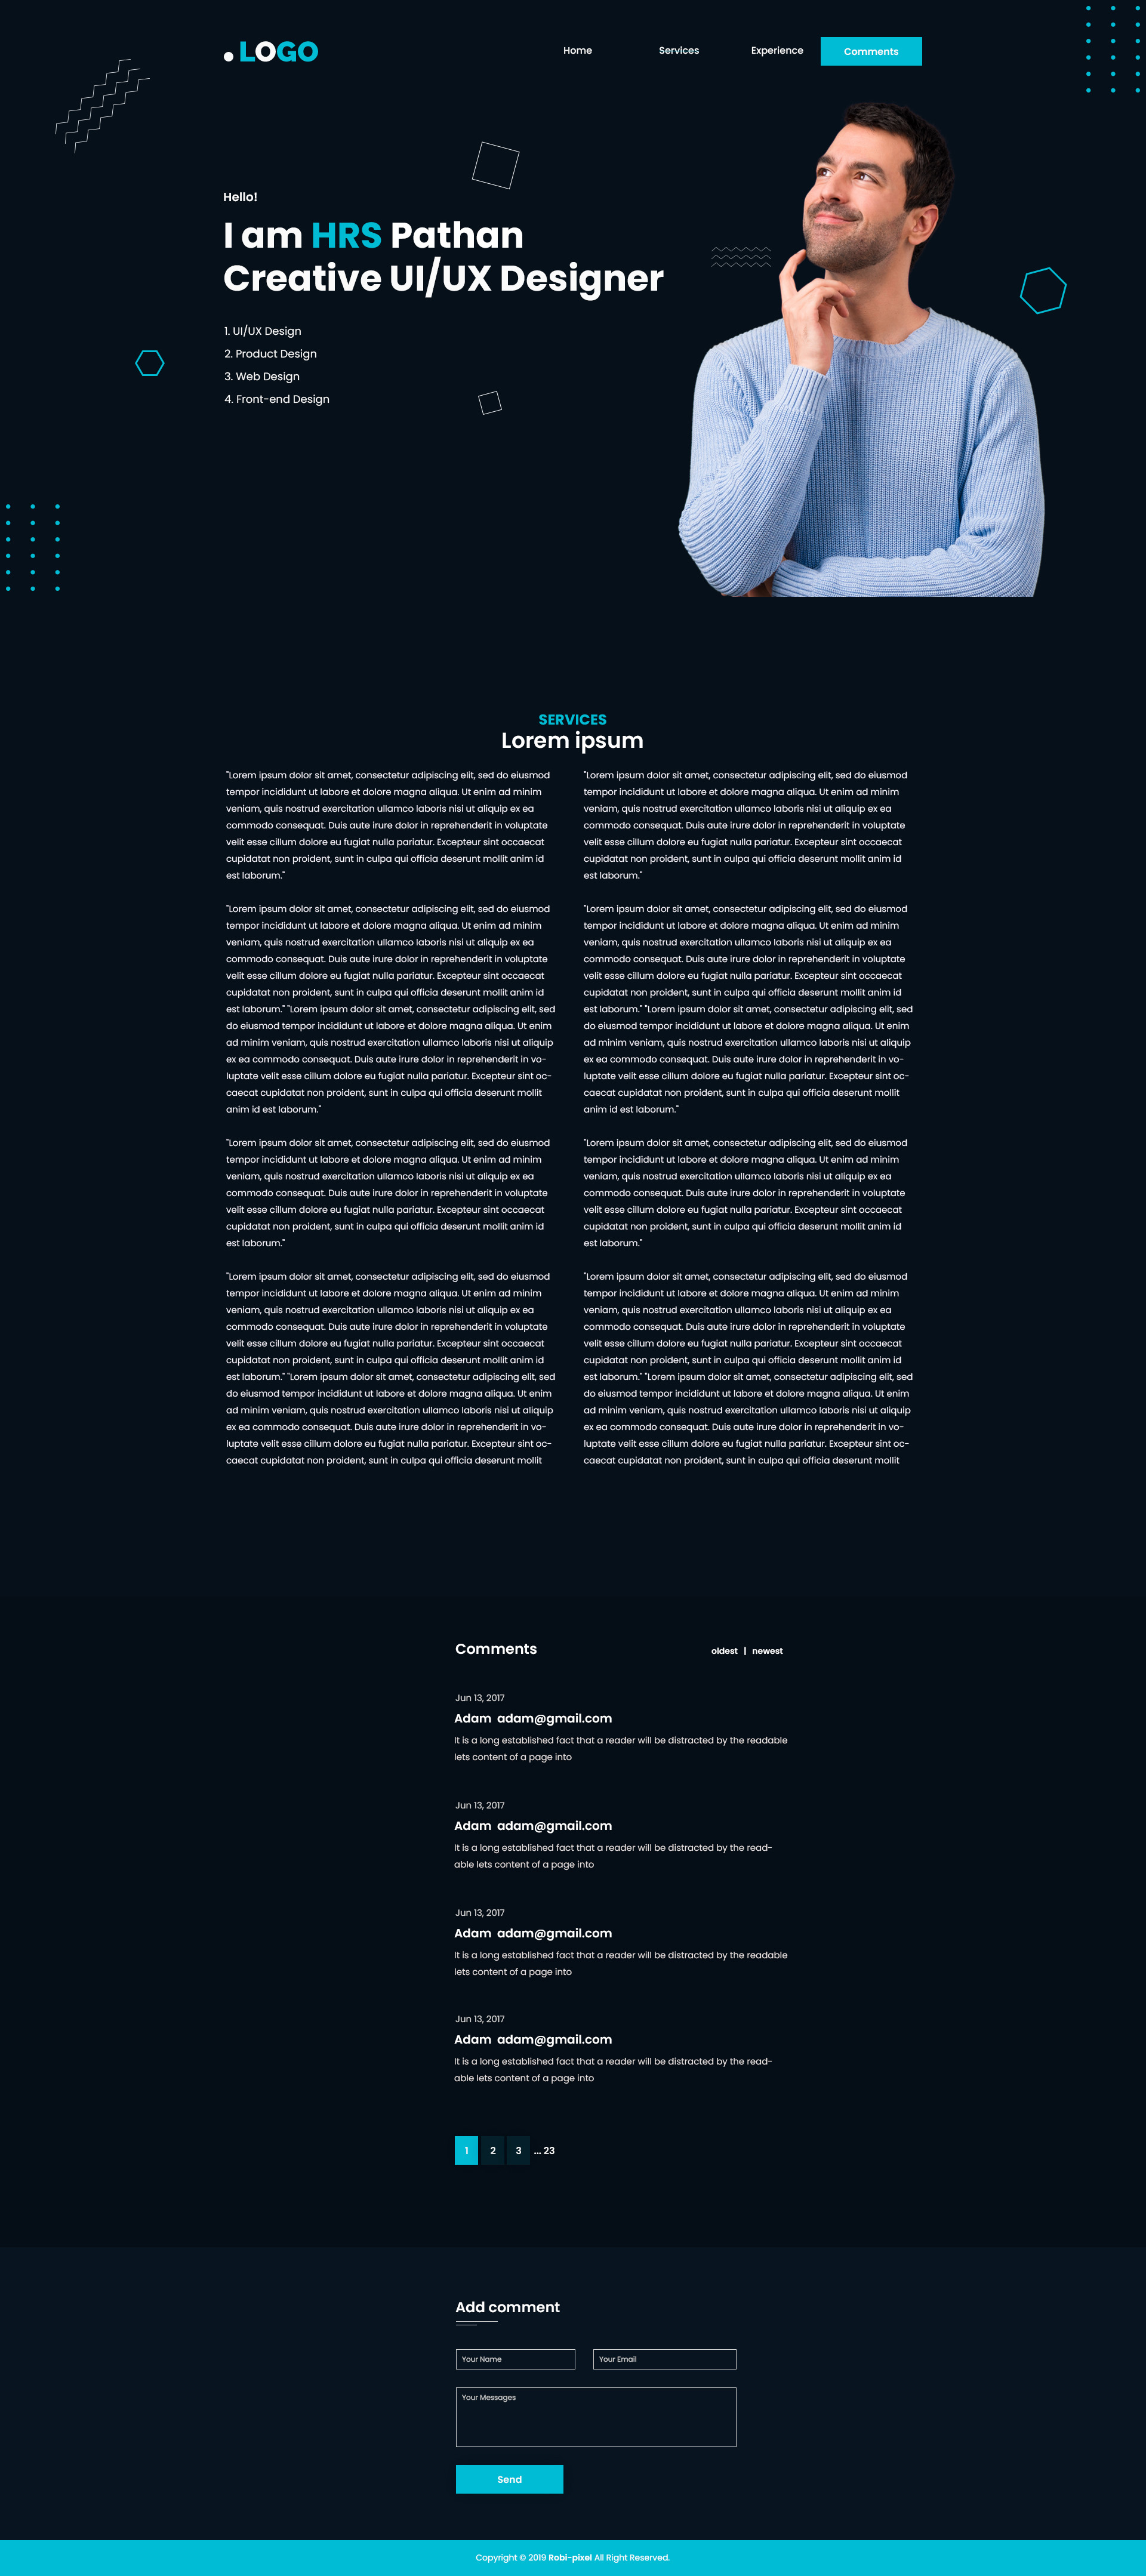 . LOGO
Home Services Experience Comments
Hello!
I am HRS Pathan
Creative UI/UX Designer
1. UI/UX Design
2. Product Design
3. Web Design
4. Front-end Design
SERVICES
Lorem ipsum
"Lorem ipsum dolor sit amet, consectetur adipiscing elit, sed do eiusmod
tempor incididunt ut labore et dolore magna aliqua. Ut enim ad minim
veniam, quis nostrud exercitation ullamco laboris nisi ut aliquip ex ea
commodo consequat. Duis aute irure dolor in reprehenderit in voluptate
velit esse cillum dolore eu fugiat nulla pariatur. Excepteur sint occaecat
cupidatat non proident, sunt in culpa qui officia deserunt mollit anim id
est laborum."
"Lorem ipsum dolor sit amet, consectetur adipiscing elit, sed do eiusmod
tempor incididunt ut labore et dolore magna aliqua. Ut enim ad minim
veniam, quis nostrud exercitation ullamco laboris nisi ut aliquip ex ea
commodo consequat. Duis aute irure dolor in reprehenderit in voluptate
velit esse cillum dolore eu fugiat nulla pariatur. Excepteur sint occaecat
cupidatat non proident, sunt in culpa qui officia deserunt mollit anim id
est laborum." "Lorem ipsum dolor sit amet, consectetur adipiscing elit, sed
do eiusmod tempor incididunt ut labore et dolore magna aliqua. Ut enim
ad minim veniam, quis nostrud exercitation ullamco laboris nisi ut aliquip
ex ea commodo consequat. Duis aute irure dolor in reprehenderit in vo-
luptate velit esse cillum dolore eu fugiat nulla pariatur. Excepteur sint oc-
caecat cupidatat non proident, sunt in culpa qui officia deserunt mollit
anim id est laborum."
"Lorem ipsum dolor sit amet, consectetur adipiscing elit, sed do eiusmod
tempor incididunt ut labore et dolore magna aliqua. Ut enim ad minim
veniam, quis nostrud exercitation ullamco laboris nisi ut aliquip ex ea
commodo consequat. Duis aute irure dolor in reprehenderit in voluptate
velit esse cillum dolore eu fugiat nulla pariatur. Excepteur sint occaecat
cupidatat non proident, sunt in culpa qui officia deserunt mollit anim id
est laborum."
"Lorem ipsum dolor sit amet, consectetur adipiscing elit, sed do eiusmod
tempor incididunt ut labore et dolore magna aliqua. Ut enim ad minim
veniam, quis nostrud exercitation ullamco laboris nisi ut aliquip ex ea
commodo consequat. Duis aute irure dolor in reprehenderit in voluptate
velit esse cillum dolore eu fugiat nulla pariatur. Excepteur sint occaecat
cupidatat non proident, sunt in culpa qui officia deserunt mollit anim id
est laborum." "Lorem ipsum dolor sit amet, consectetur adipiscing elit, sed
do eiusmod tempor incididunt ut labore et dolore magna aliqua. Ut enim
ad minim veniam, quis nostrud exercitation ullamco laboris nisi ut aliquip
ex ea commodo consequat. Duis aute irure dolor in reprehenderit in vo-
luptate velit esse cillum dolore eu fugiat nulla pariatur. Excepteur sint oc-
caecat cupidatat non proident, sunt in culpa qui officia deserunt mollit
"Lorem ipsum dolor sit amet, consectetur adipiscing elit, sed do eiusmod
tempor incididunt ut labore et dolore magna aliqua. Ut enim ad minim
veniam, quis nostrud exercitation ullamco laboris nisi ut aliquip ex ea
commodo consequat. Duis aute irure dolor in reprehenderit in voluptate
velit esse cillum dolore eu fugiat nulla pariatur. Excepteur sint occaecat
cupidatat non proident, sunt in culpa qui officia deserunt mollit anim id
est laborum."
"Lorem ipsum dolor sit amet, consectetur adipiscing elit, sed do eiusmod
tempor incididunt ut labore et dolore magna aliqua. Ut enim ad minim
veniam, quis nostrud exercitation ullamco laboris nisi ut aliquip ex ea
commodo consequat. Duis aute irure dolor in reprehenderit in voluptate
velit esse cillum dolore eu fugiat nulla pariatur. Excepteur sint occaecat
cupidatat non proident, sunt in culpa qui officia deserunt mollit anim id
est laborum." "Lorem ipsum dolor sit amet, consectetur adipiscing elit, sed
do eiusmod tempor incididunt ut labore et dolore magna aliqua. Ut enim
ad minim veniam, quis nostrud exercitation ullamco laboris nisi ut aliquip
ex ea commodo consequat. Duis aute irure dolor in reprehenderit in vo-
luptate velit esse cillum dolore eu fugiat nulla pariatur. Excepteur sint oc-
caecat cupidatat non proident, sunt in culpa qui officia deserunt mollit
anim id est laborum."
"Lorem ipsum dolor sit amet, consectetur adipiscing elit, sed do eiusmod
tempor incididunt ut labore et dolore magna aliqua. Ut enim ad minim
veniam, quis nostrud exercitation ullamco laboris nisi ut aliquip ex ea
commodo consequat. Duis aute irure dolor in reprehenderit in voluptate
velit esse cillum dolore eu fugiat nulla pariatur. Excepteur sint occaecat
cupidatat non proident, sunt in culpa qui officia deserunt mollit anim id
est laborum."
"Lorem ipsum dolor sit amet, consectetur adipiscing elit, sed do eiusmod
tempor incididunt ut labore et dolore magna aliqua. Ut enim ad minim
veniam, quis nostrud exercitation ullamco laboris nisi ut aliquip ex ea
commodo consequat. Duis aute irure dolor in reprehenderit in voluptate
velit esse cillum dolore eu fugiat nulla pariatur. Excepteur sint occaecat
cupidatat non proident, sunt in culpa qui officia deserunt mollit anim id
est laborum." "Lorem ipsum dolor sit amet, consectetur adipiscing elit, sed
do eiusmod tempor incididunt ut labore et dolore magna aliqua. Ut enim
ad minim veniam, quis nostrud exercitation ullamco laboris nisi ut aliquip
ex ea commodo consequat. Duis aute irure dolor in reprehenderit in vo-
luptate velit esse cillum dolore eu fugiat nulla pariatur. Excepteur sint oc-
caecat cupidatat non proident, sunt in culpa qui officia deserunt mollit
Comments oldest | newest
Jun 13, 2017
Adam adam@gmail.com
It is a long established fact that a reader will be distracted by the readable
lets content of a page into
Jun 13, 2017
Adam adam@gmail.com
It is a long established fact that a reader will be distracted by the read-
able lets content of a page into
Jun 13, 2017
Adam adam@gmail.com
It is a long established fact that a reader will be distracted by the readable
lets content of a page into
Jun 13, 2017
Adam adam@gmail.com
It is a long established fact that a reader will be distracted by the read-
able lets content of a page into
1 2 3 ... 23
Add comment
Your Name Your Email
Your Messages
Send
Copyright © 2019 Robi-pixel All Right Reserved.